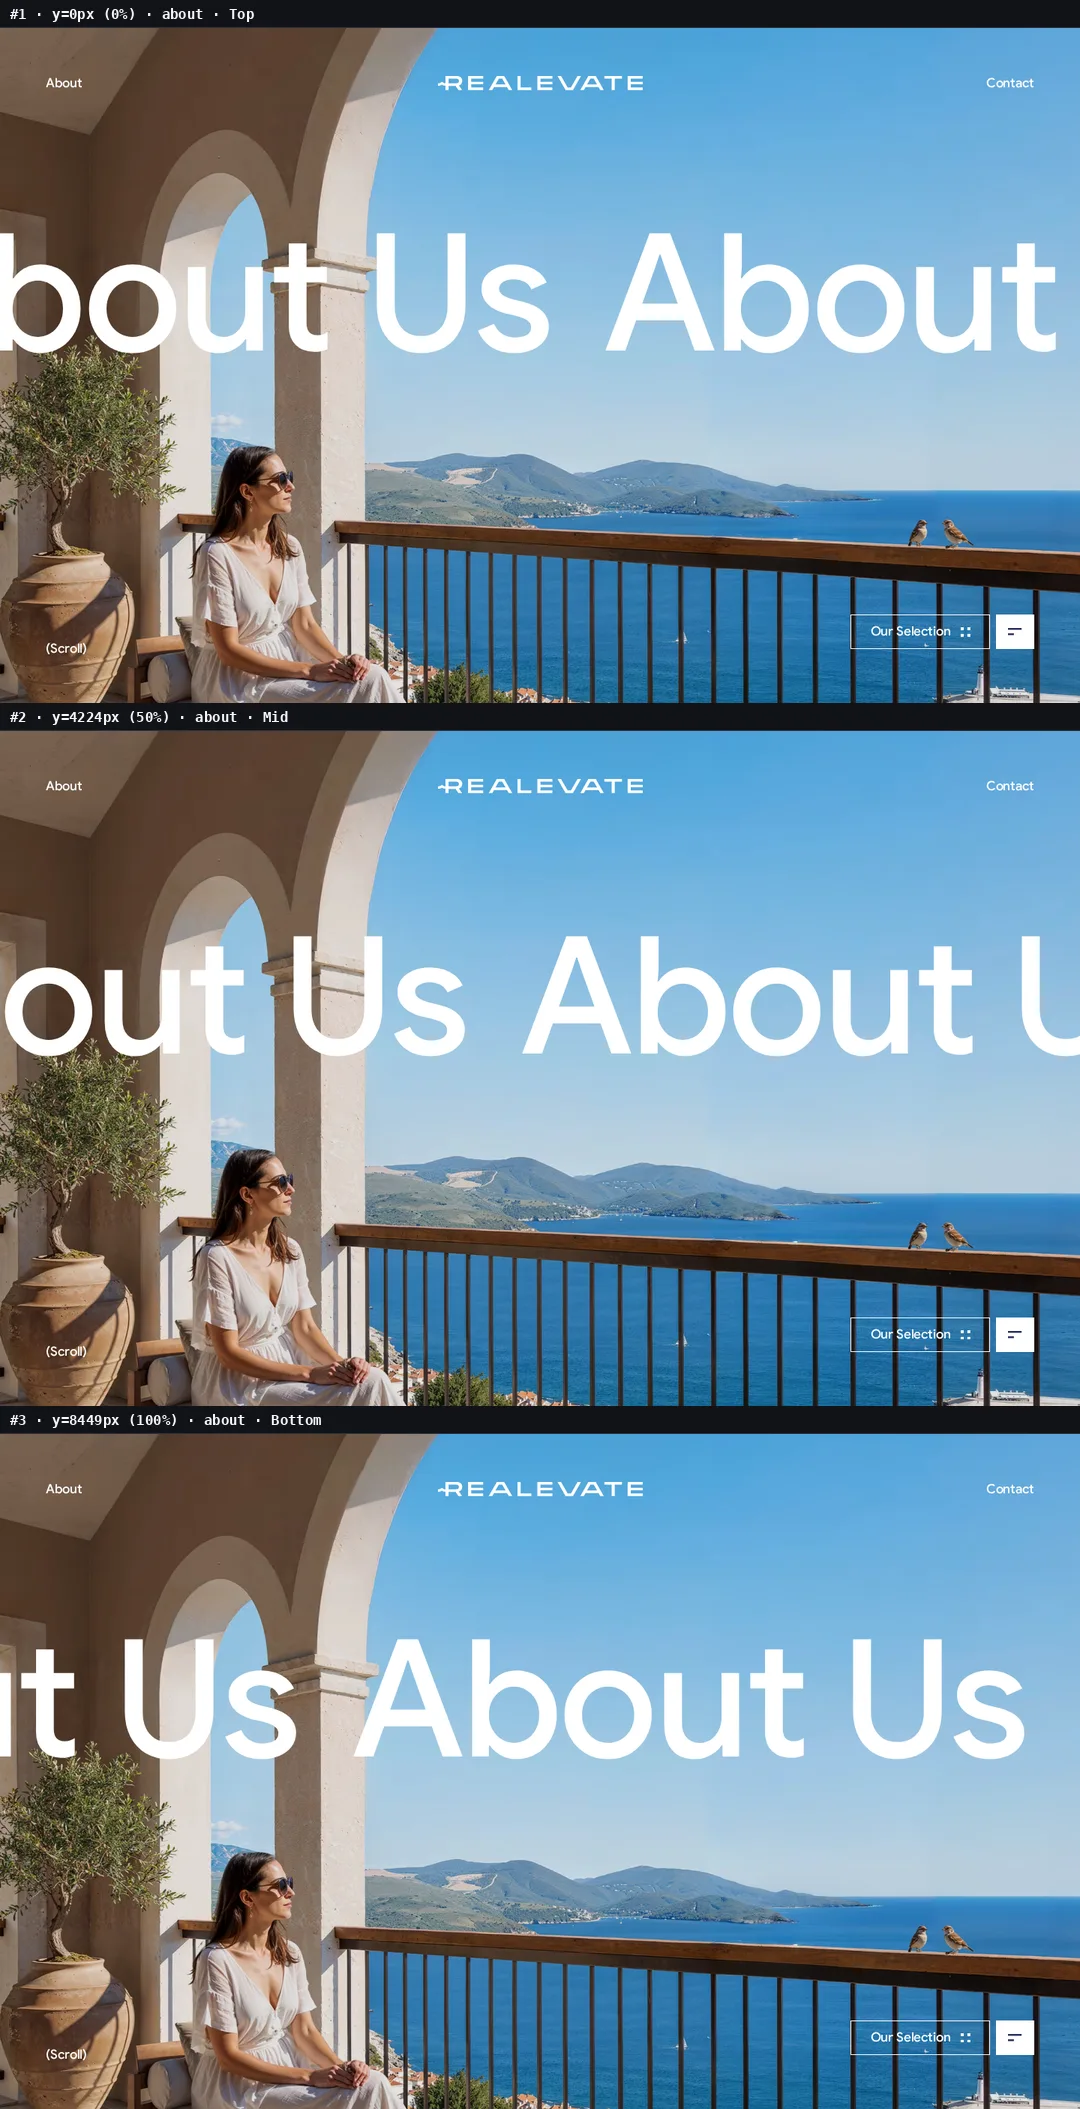 #1 · y=0px (0%) · about · Top
About
REALEVATE
Contact
bout Us About
(Scroll)
Our Selection
#2 · y=4224px (50%) · about · Mid
About
REALEVATE
Contact
out Us About U
(Scroll)
Our Selection
#3 · y=8449px (100%) · about · Bottom
About
REALEVATE
Contact
ut Us About Us
(Scroll)
Our Selection